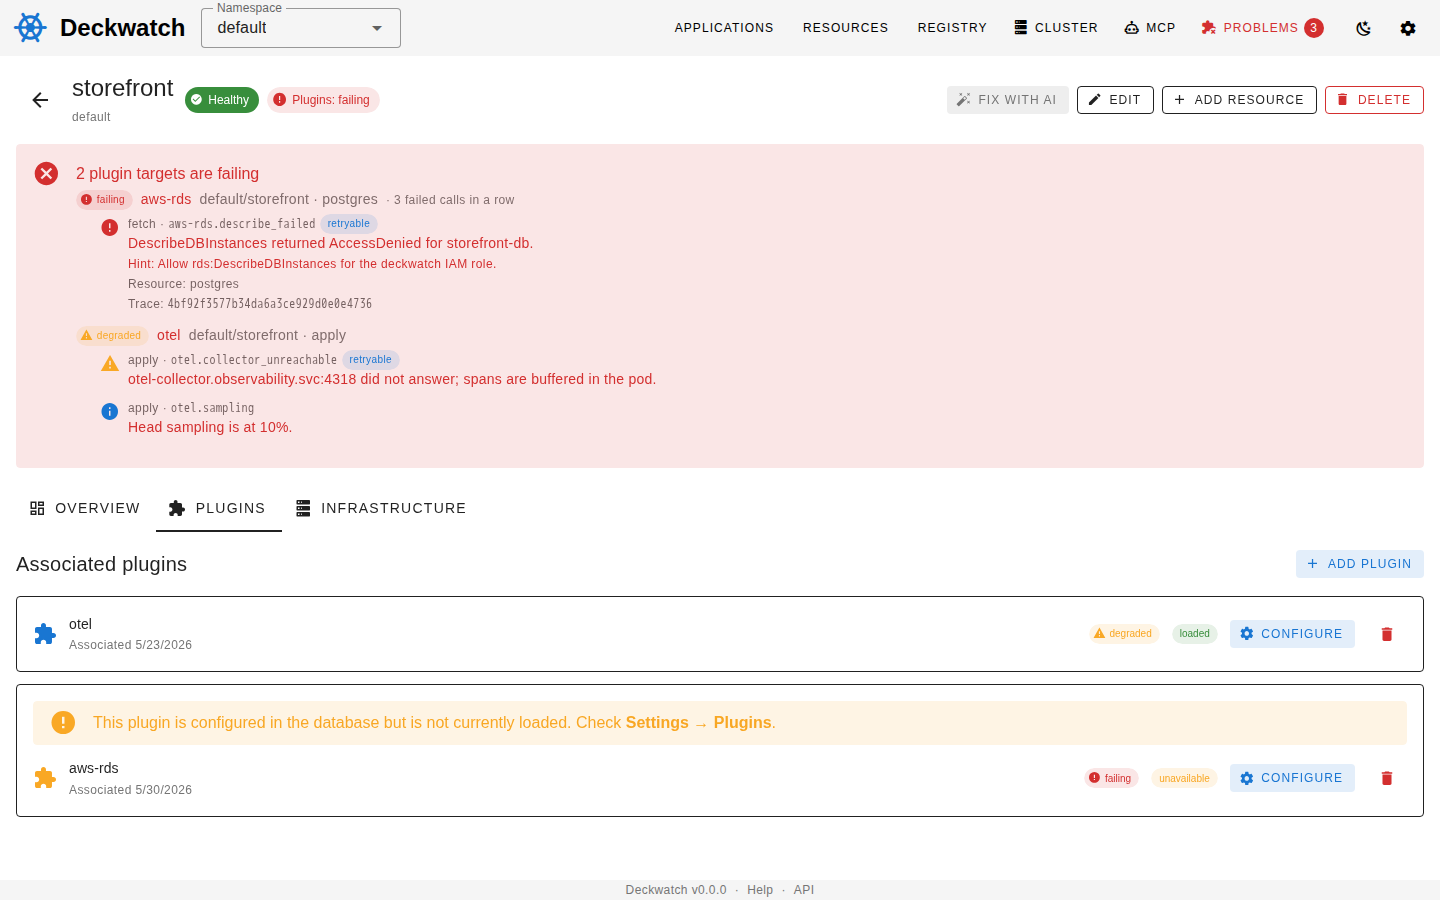 Deckwatch
Namespace
default
APPLICATIONS RESOURCES REGISTRY CLUSTER MCP PROBLEMS 3
storefront
default
Healthy
Plugins: failing
FIX WITH AI EDIT ADD RESOURCE DELETE
2 plugin targets are failing
failing aws-rds default/storefront · postgres · 3 failed calls in a row
fetch · aws-rds.describe_failed retryable
DescribeDBInstances returned AccessDenied for storefront-db.
Hint: Allow rds:DescribeDBInstances for the deckwatch IAM role.
Resource: postgres
Trace: 4bf92f3577b34da6a3ce929d0e0e4736
degraded otel default/storefront · apply
apply · otel.collector_unreachable retryable
otel-collector.observability.svc:4318 did not answer; spans are buffered in the pod.
apply · otel.sampling
Head sampling is at 10%.
OVERVIEW PLUGINS INFRASTRUCTURE
Associated plugins
ADD PLUGIN
otel
Associated 5/23/2026
degraded loaded CONFIGURE
This plugin is configured in the database but is not currently loaded. Check Settings → Plugins.
aws-rds
Associated 5/30/2026
failing unavailable CONFIGURE
Deckwatch v0.0.0 · Help · API